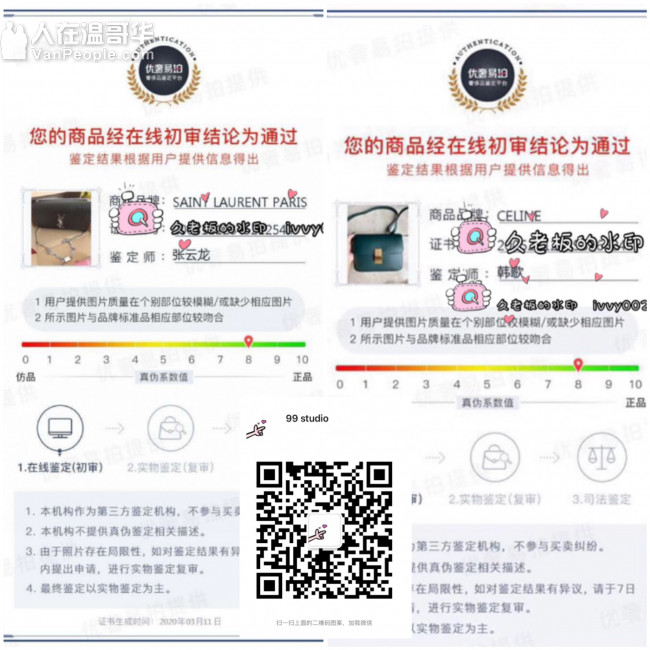 人在温哥华
VanPeople.com
AUTHENTICATION
优奢易拍
奢侈品鉴定平台
您的商品经在线初审结论为通过
鉴定结果根据用户提供信息得出
商品品牌: SAINY LAURENT PARIS
254
久老板的水印 ivvy0
鉴定师: 张云龙
1 用户提供图片质量在个别部位较模糊/或缺少相应图片
2 所示图片与品牌标准品相应部位较吻合
0 1 2 3 4 5 6 7 8 9 10
仿品 真伪系数值 正品
1.在线鉴定(初审) 2.实物鉴定(复审)
1. 本机构作为第三方鉴定机构，不参与买卖
2. 本机构不提供真伪鉴定相关描述。
3. 由于照片存在局限性，如对鉴定结果有异
内提出申请，进行实物鉴定复审。
4. 最终鉴定以实物鉴定为主。
证书生成时间: 2020年03月11日
99 studio
扫一扫上面的二维码图案，加我微信
AUTHENTICATION
优奢易拍
奢侈品鉴定平台
您的商品经在线初审结论为通过
鉴定结果根据用户提供信息得出
商品品牌: CELINE
证书
久老板的水印
鉴定师: 韩歌
久老板的水印 ivvy002
1 用户提供图片质量在个别部位较模糊/或缺少相应图片
2 所示图片与品牌标准品相应部位较吻合
0 1 2 3 4 5 6 7 8 9 10
真伪系数值 正品
审) 2.实物鉴定(复审) 3.司法鉴定
为第三方鉴定机构，不参与买卖纠纷。
提供真伪鉴定相关描述。
存在局限性，如对鉴定结果有异议，请于7日
，进行实物鉴定复审。
以实物鉴定为主。